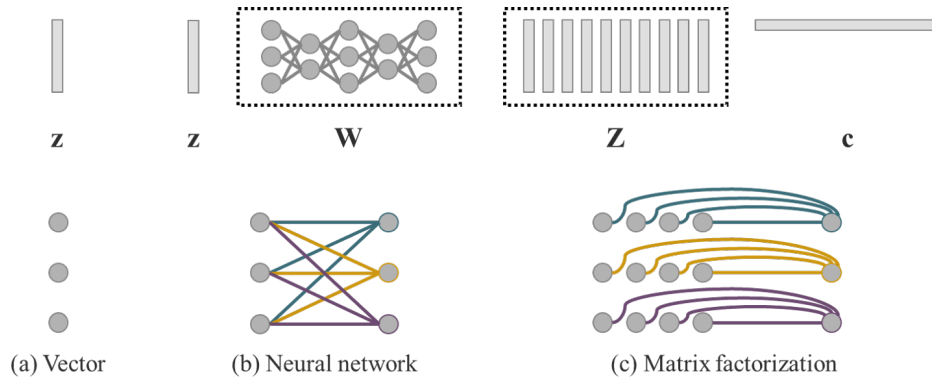 z z W Z c
(a) Vector (b) Neural network (c) Matrix factorization